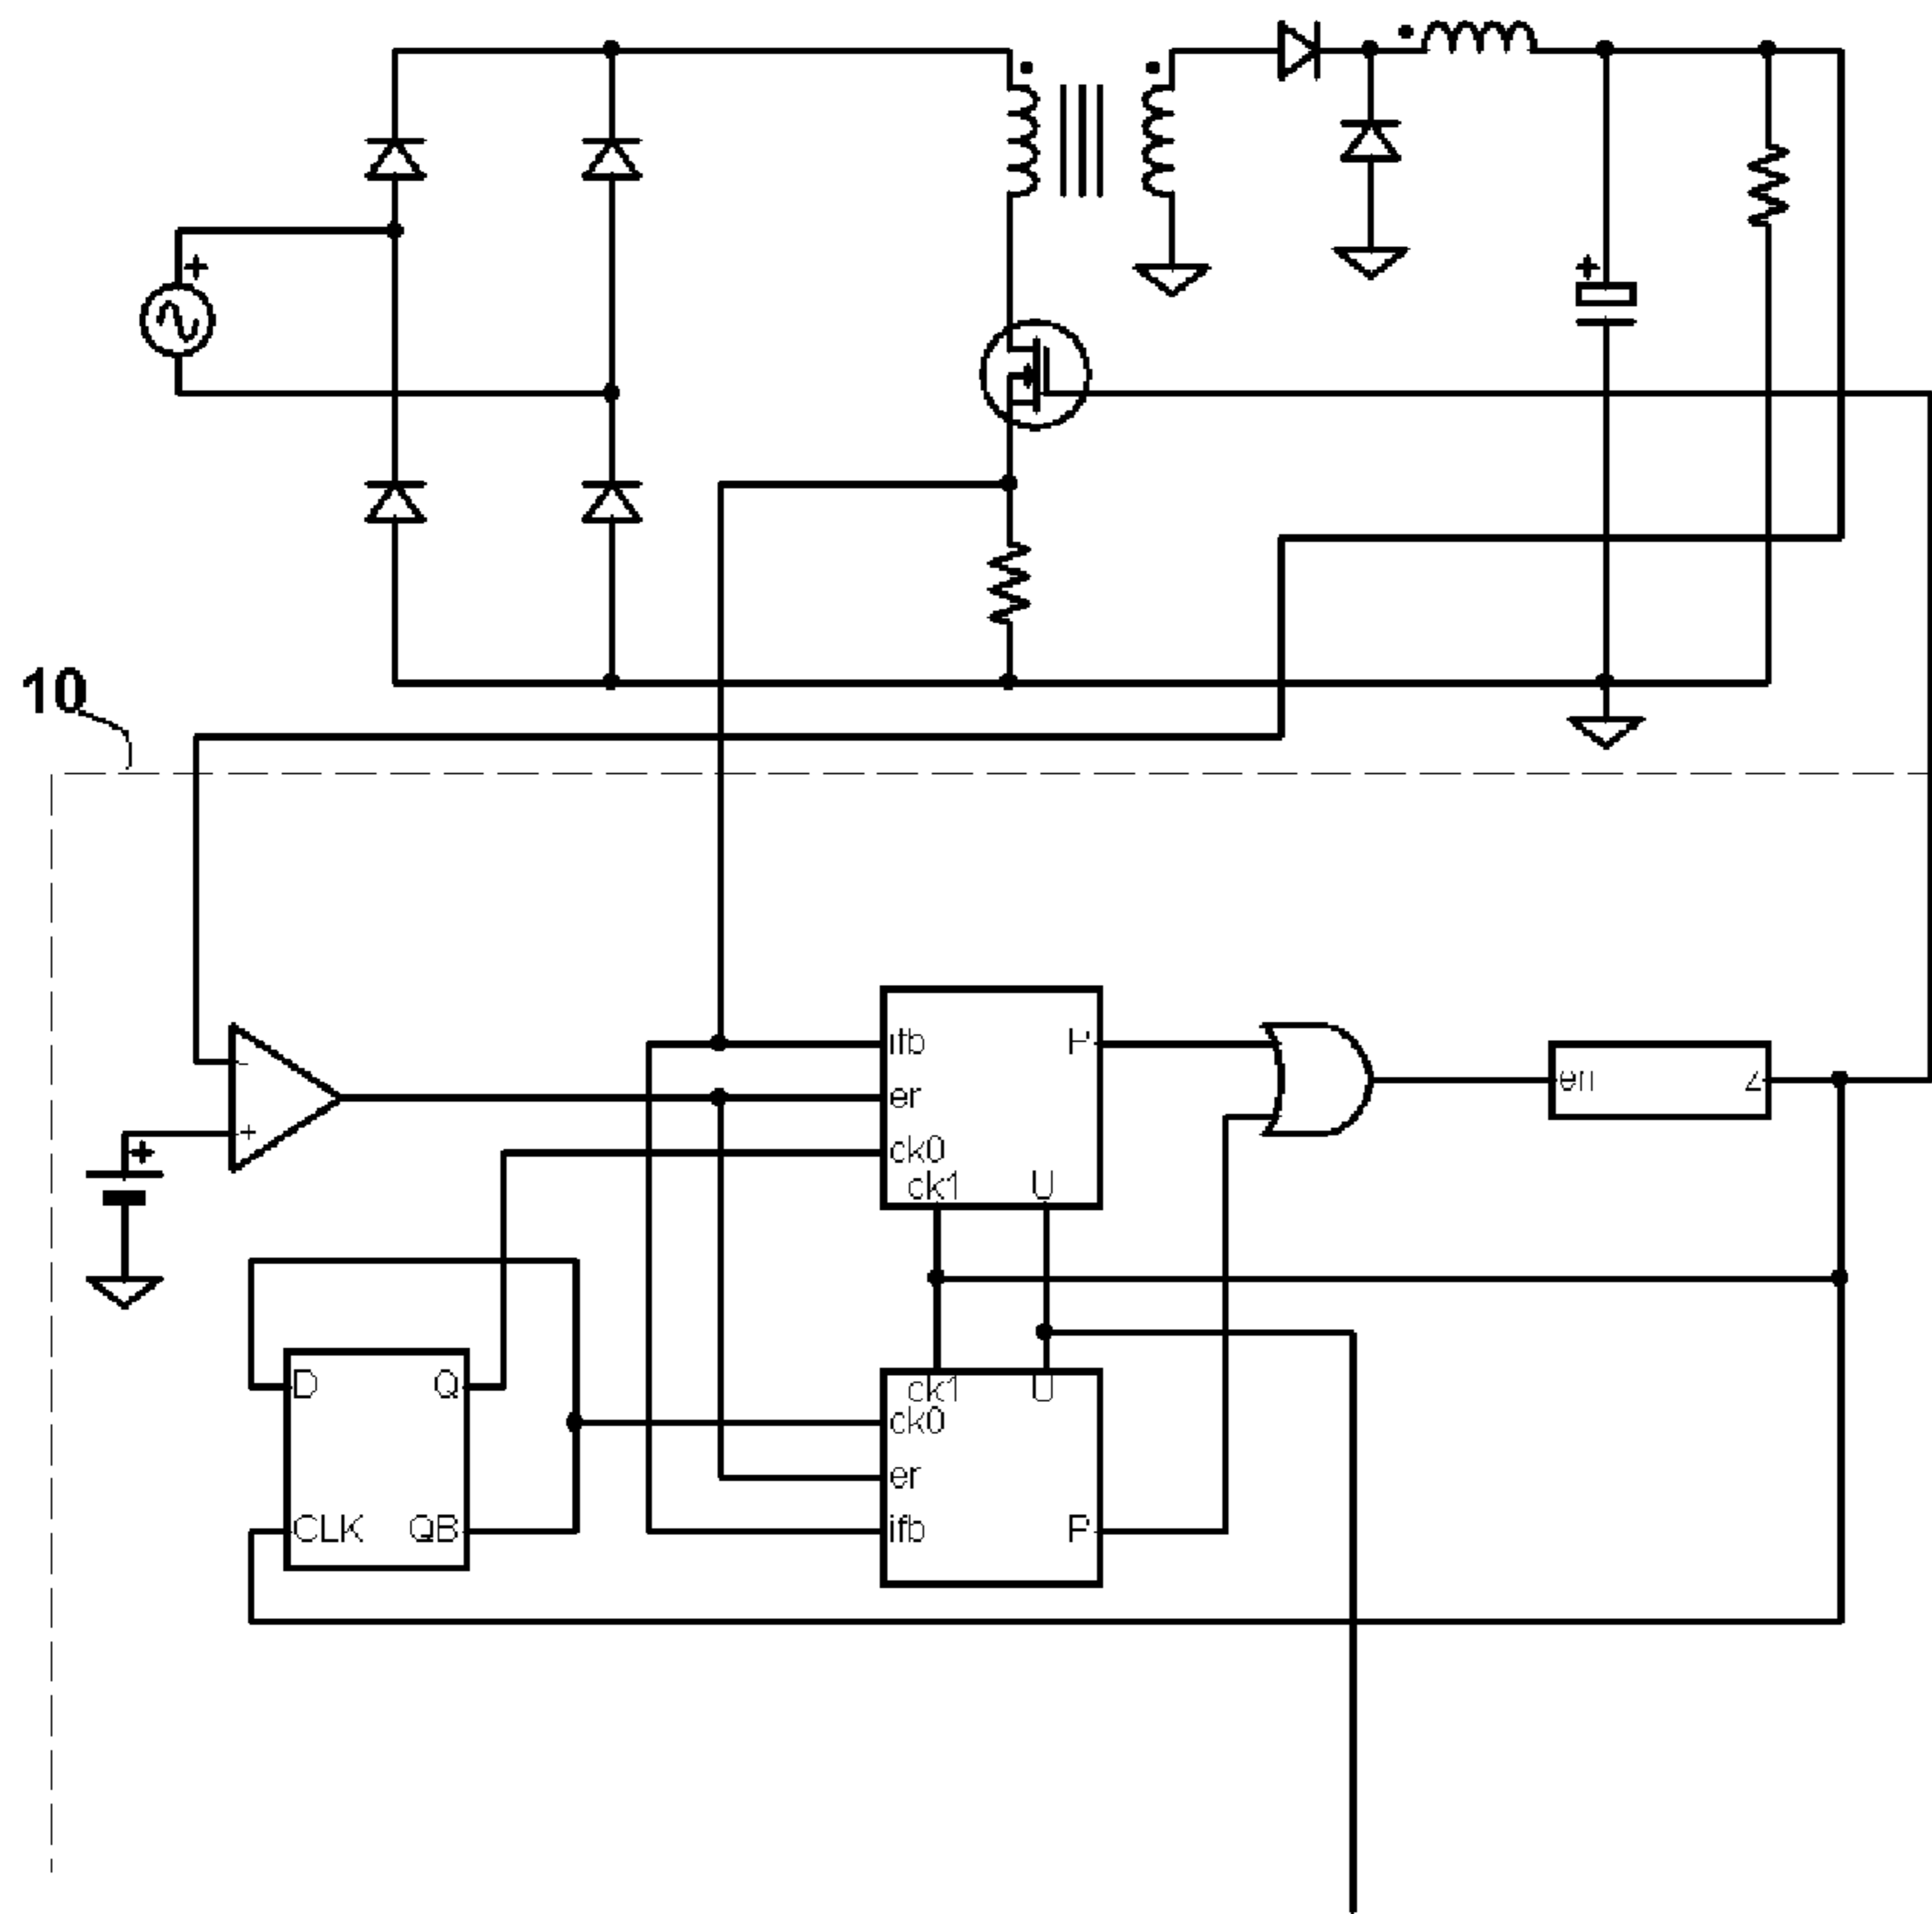 +
+
10
ifb
P
er
en
Z
-
+
ck0
+
ck1
U
D
Q
ck1
U
ck0
er
CLK
QB
ifb
P